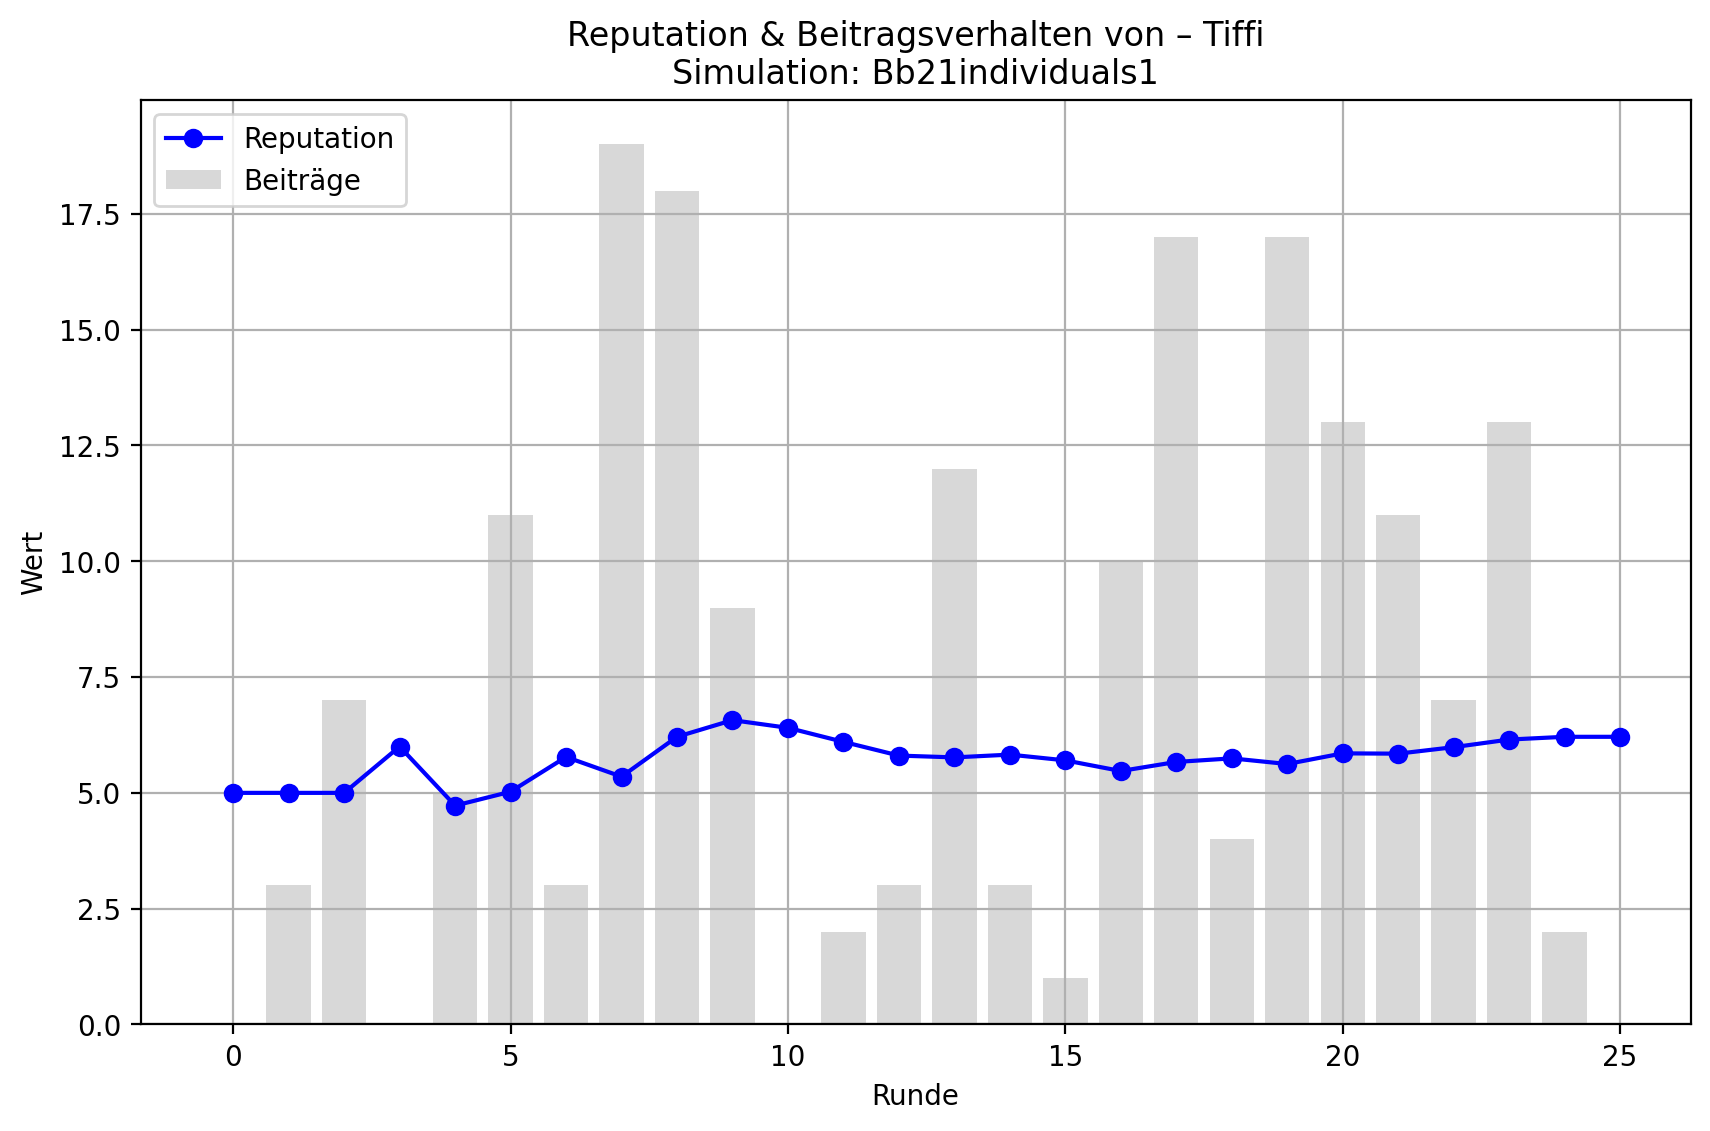 Reputation & Beitragsverhalten von – Tiffi
Simulation: Bb21individuals1
Reputation
Beiträge
17.5
15.0
12.5
10.0
7.5
5.0
2.5
0.0
Wert
0 5 10 15 20 25
Runde